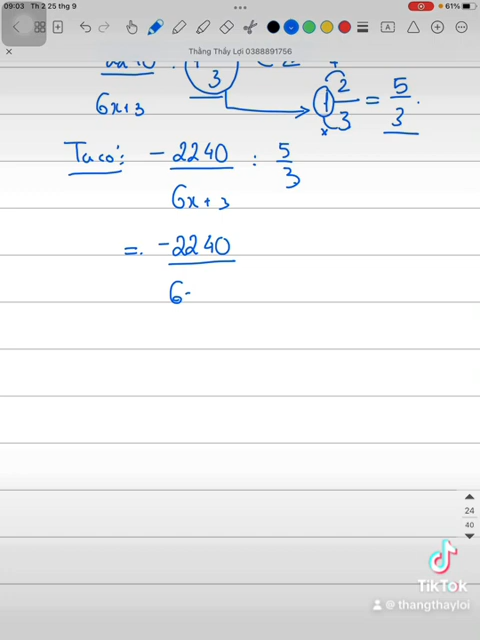 09:03 Th 2 25 thg 9 61%
Thằng Thầy Lợi 0388891756
3
6x+3
1 2/3 = 5/3.
Ta có: -2240/6x+3 : 5/3
= -2240/6
24
40
TikTok
@thangthayloi